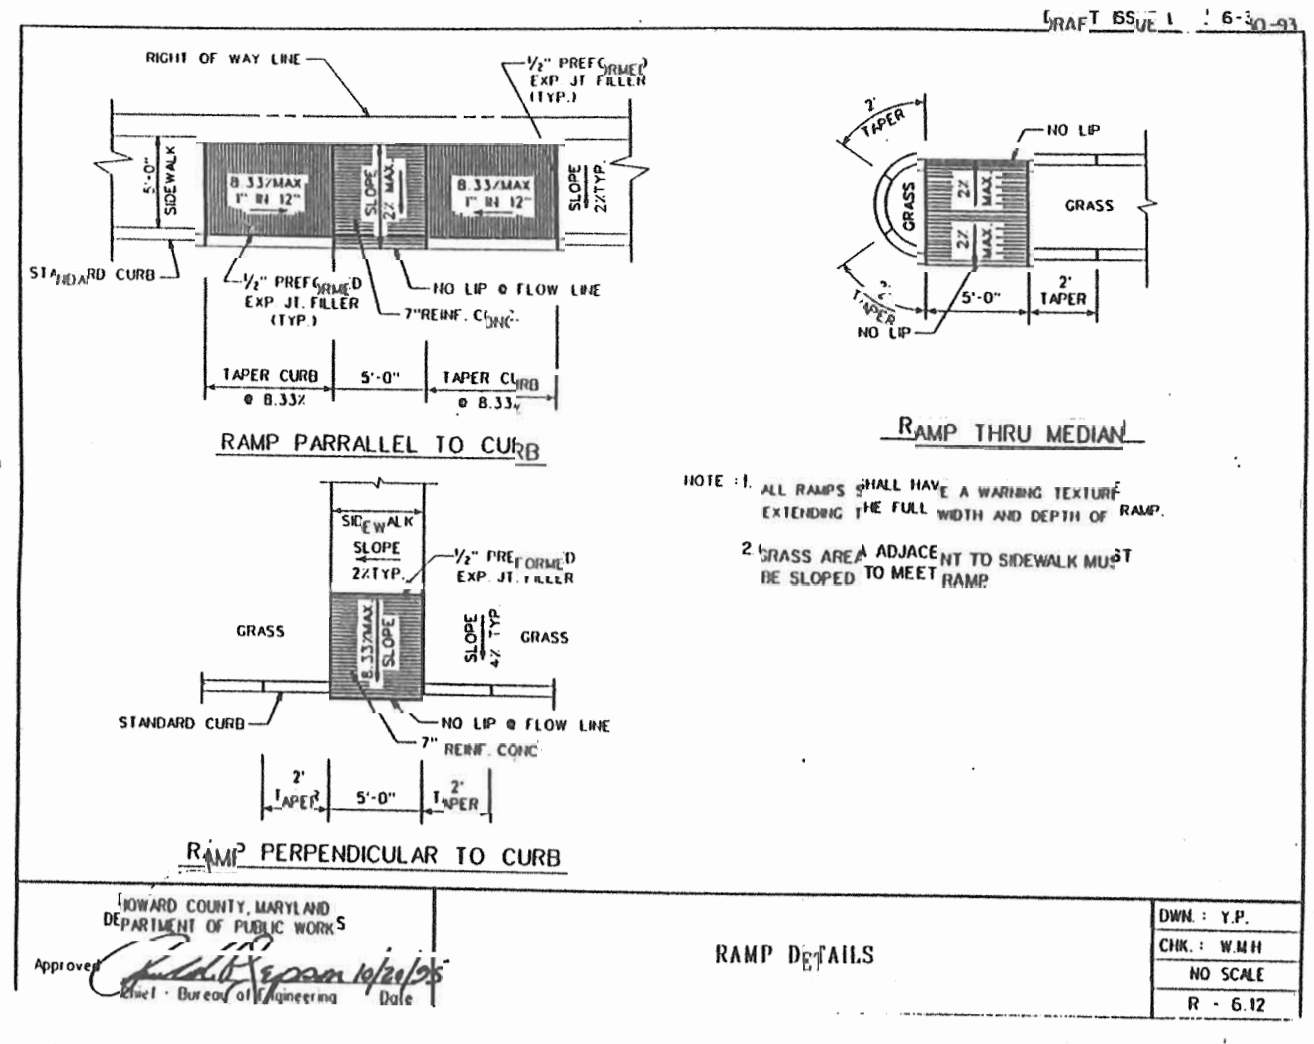 DRAFT ISSUE
RIGHT OF WAY LINE
1/2" PREFORMED
EXP. JT FILLER
(TYP.)
5'-0"
SIDEWALK
8.33%MAX
1" IN 12"
SLOPE
2% MAX.
8.33%MAX
1" IN 12"
SLOPE
2%TYP.
STANDARD CURB
1/2" PREFORMED
EXP. JT. FILLER
(TYP.)
NO LIP @ FLOW LINE
7"REINF. CONC.
TAPER CURB
@ 8.33%
5'-0"
TAPER CURB
@ 8.33%
RAMP PARRALLEL TO CURB
2'
TAPER
NO LIP
GRASS
2%
MAX.
2%
MAX.
GRASS
2'
TAPER
5'-0"
2'
TAPER
NO LIP
RAMP THRU MEDIAN
NOTE : 1. ALL RAMPS SHALL HAVE A WARNING TEXTURE
EXTENDING THE FULL WIDTH AND DEPTH OF RAMP.
2. GRASS AREA ADJACENT TO SIDEWALK MUST
BE SLOPED TO MEET RAMP.
SIDEWALK
SLOPE
2%TYP.
1/2" PREFORMED
EXP. JT. FILLER
GRASS
8.33%MAX.
SLOPE
SLOPE
4% TYP.
GRASS
STANDARD CURB
NO LIP @ FLOW LINE
7" REINF. CONC
2'
TAPER
5'-0"
2'
TAPER
RAMP PERPENDICULAR TO CURB
HOWARD COUNTY, MARYLAND
DEPARTMENT OF PUBLIC WORKS
Approved
10/20/95
Chief - Bureau of Engineering Date
RAMP DETAILS
DWN. : Y.P.
CHK. : W.M H
NO SCALE
R - 6.12